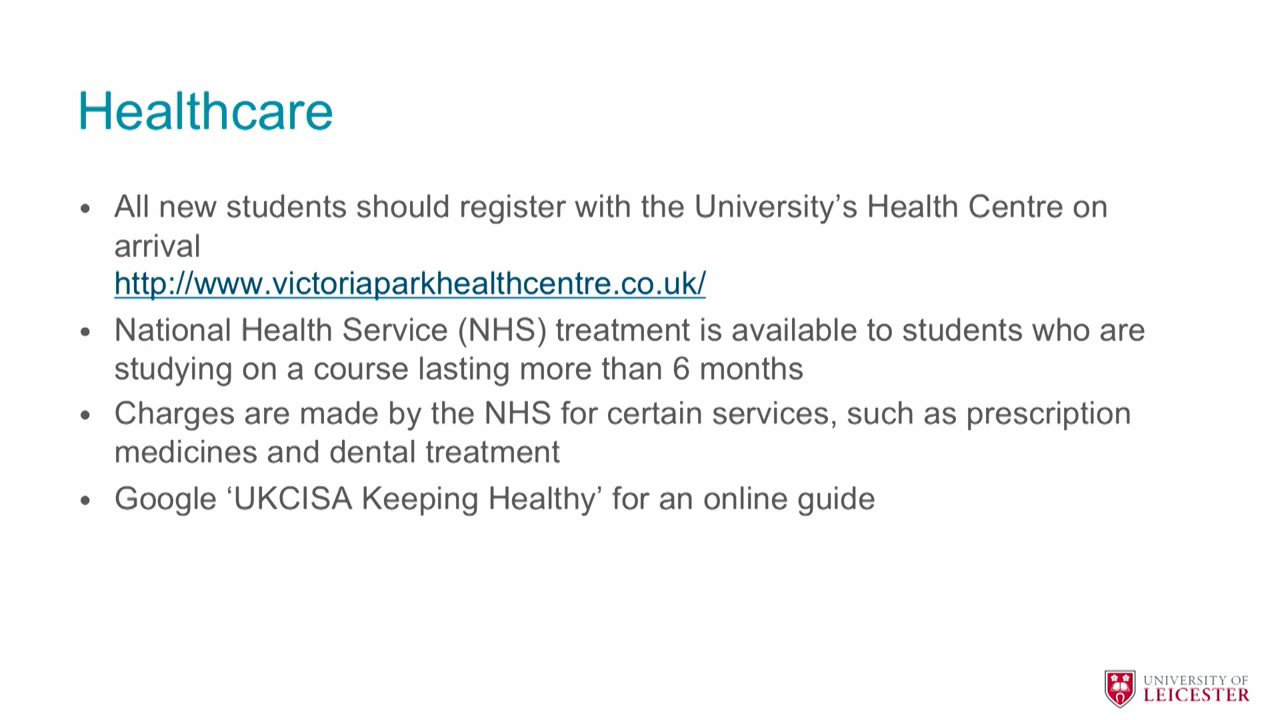 Healthcare
• All new students should register with the University’s Health Centre on
arrival
http://www.victoriaparkhealthcentre.co.uk/
• National Health Service (NHS) treatment is available to students who are
studying on a course lasting more than 6 months
• Charges are made by the NHS for certain services, such as prescription
medicines and dental treatment
• Google ‘UKCISA Keeping Healthy’ for an online guide
UNIVERSITY OF
LEICESTER